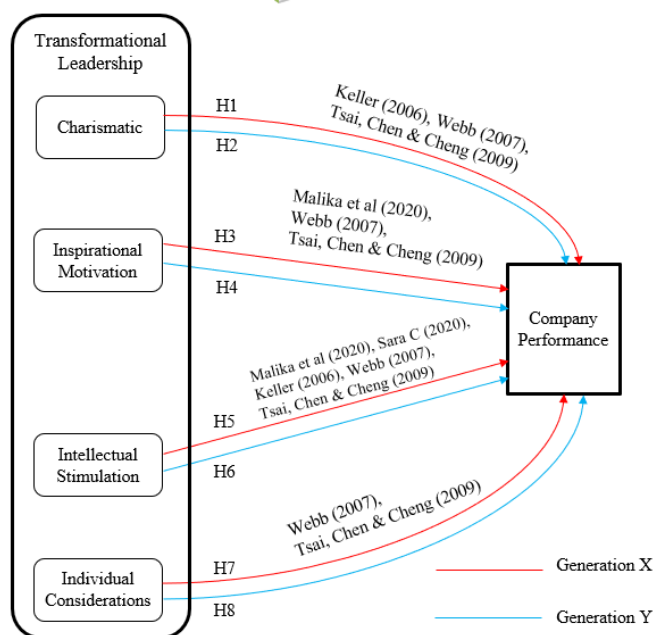 Transformational
Leadership
Charismatic
H1
H2
Keller (2006), Webb (2007),
Tsai, Chen & Cheng (2009)
Inspirational
Motivation
H3
H4
Malika et al (2020),
Webb (2007),
Tsai, Chen & Cheng (2009)
Company
Performance
Intellectual
Stimulation
H5
H6
Malika et al (2020), Sara C (2020),
Keller (2006), Webb (2007),
Tsai, Chen & Cheng (2009)
Individual
Considerations
H7
H8
Webb (2007),
Tsai, Chen & Cheng (2009)
Generation X
Generation Y